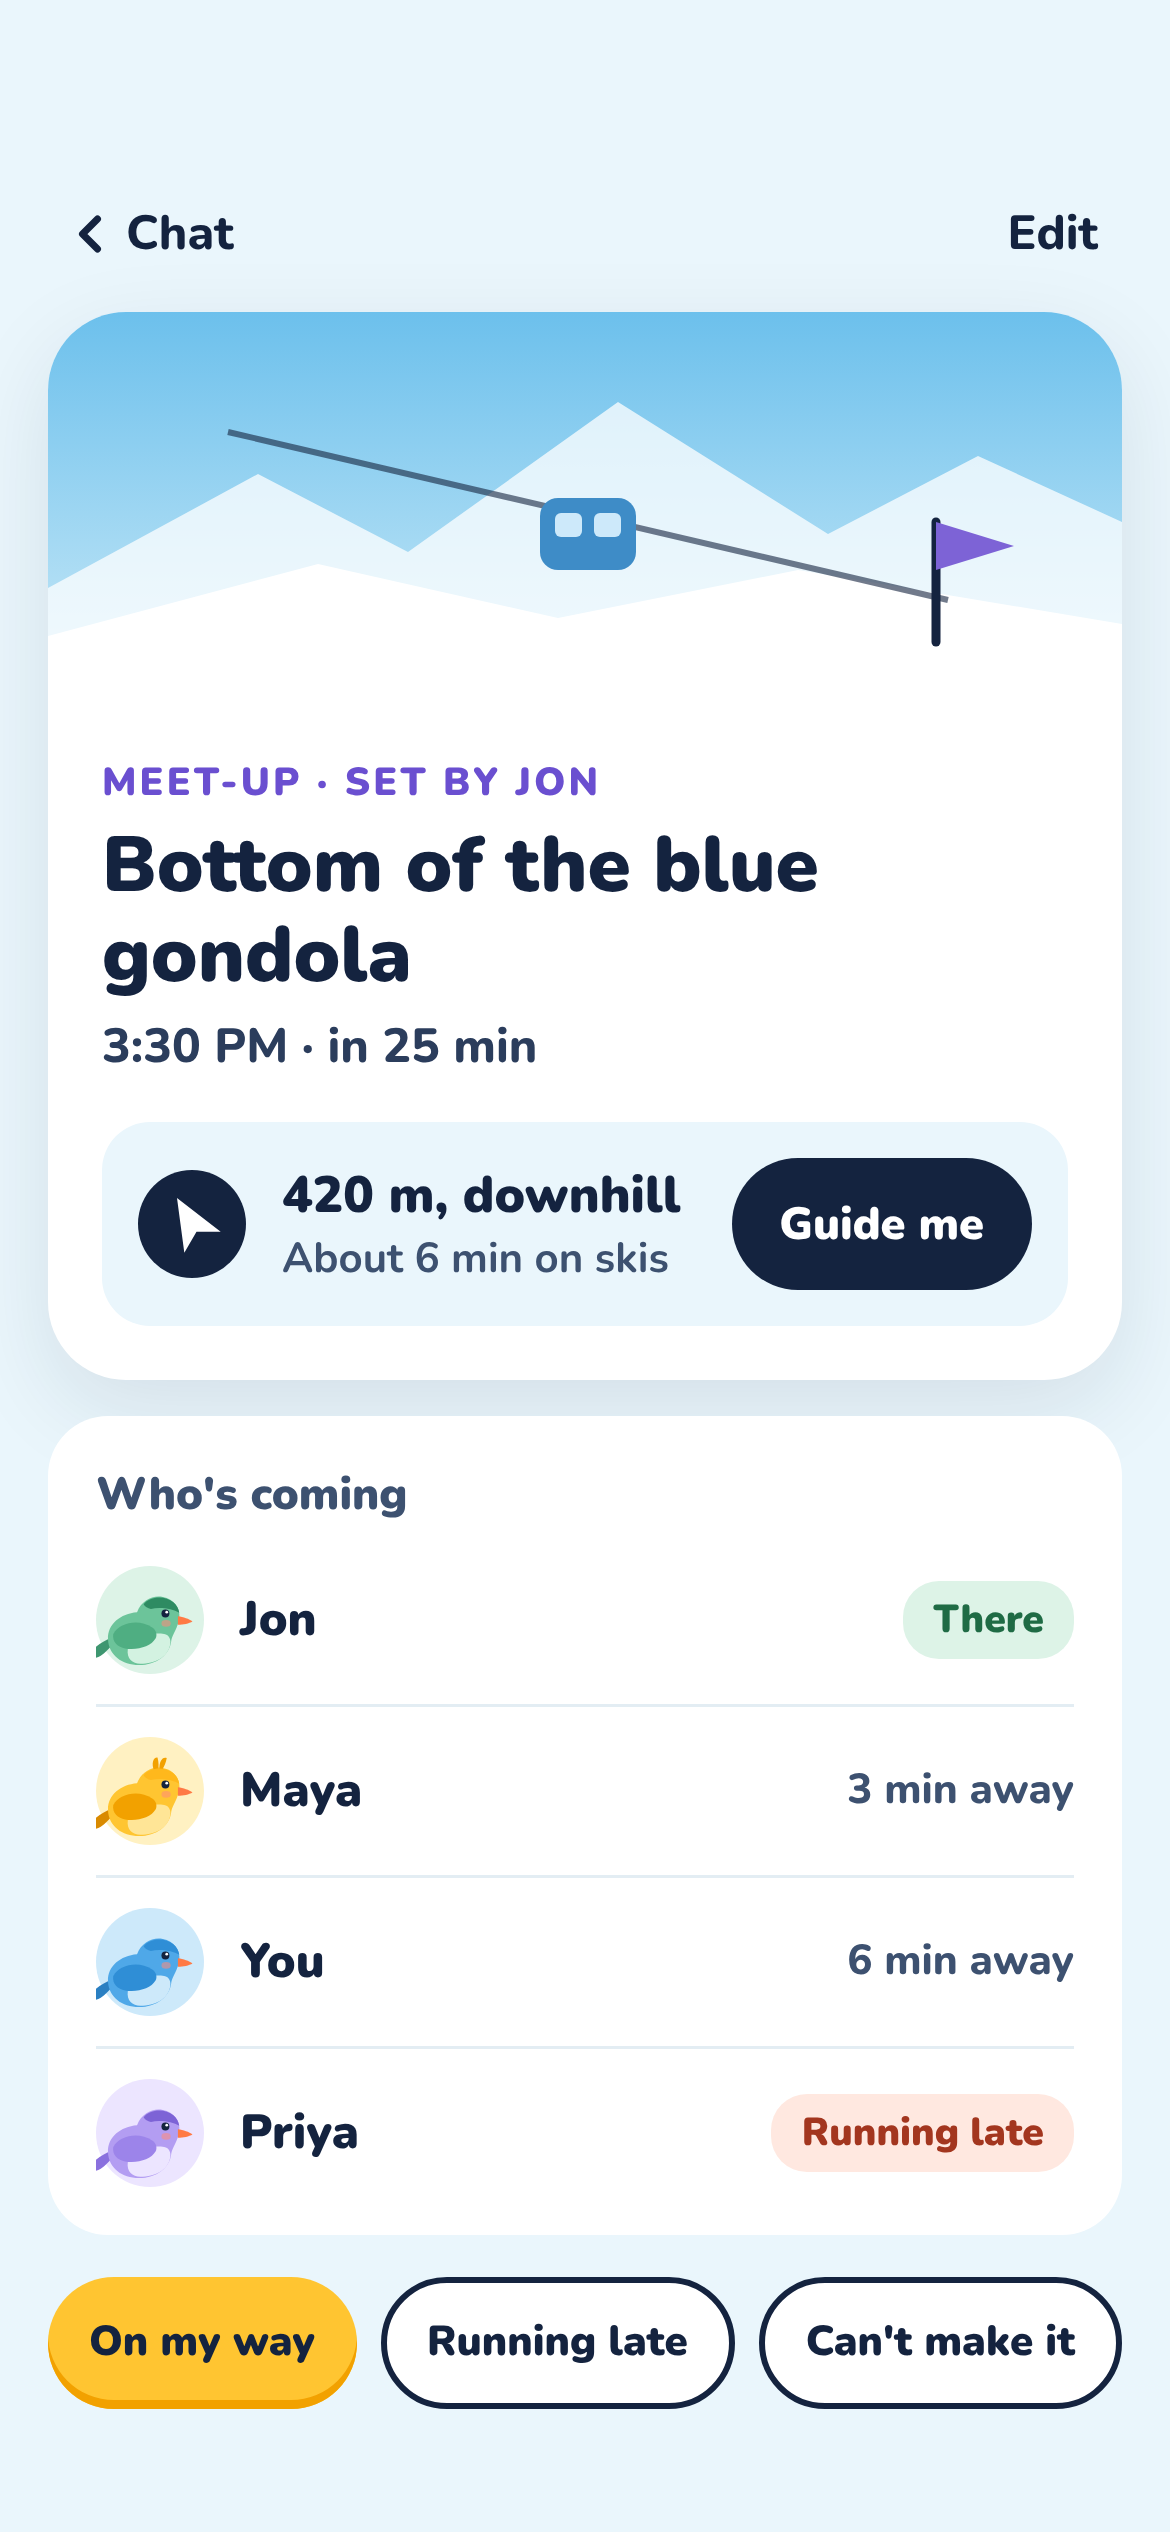 Chat
Edit
MEET-UP · SET BY JON
Bottom of the blue
gondola
3:30 PM · in 25 min
420 m, downhill
About 6 min on skis
Guide me
Who's coming
Jon
There
Maya
3 min away
You
6 min away
Priya
Running late
On my way
Running late
Can't make it